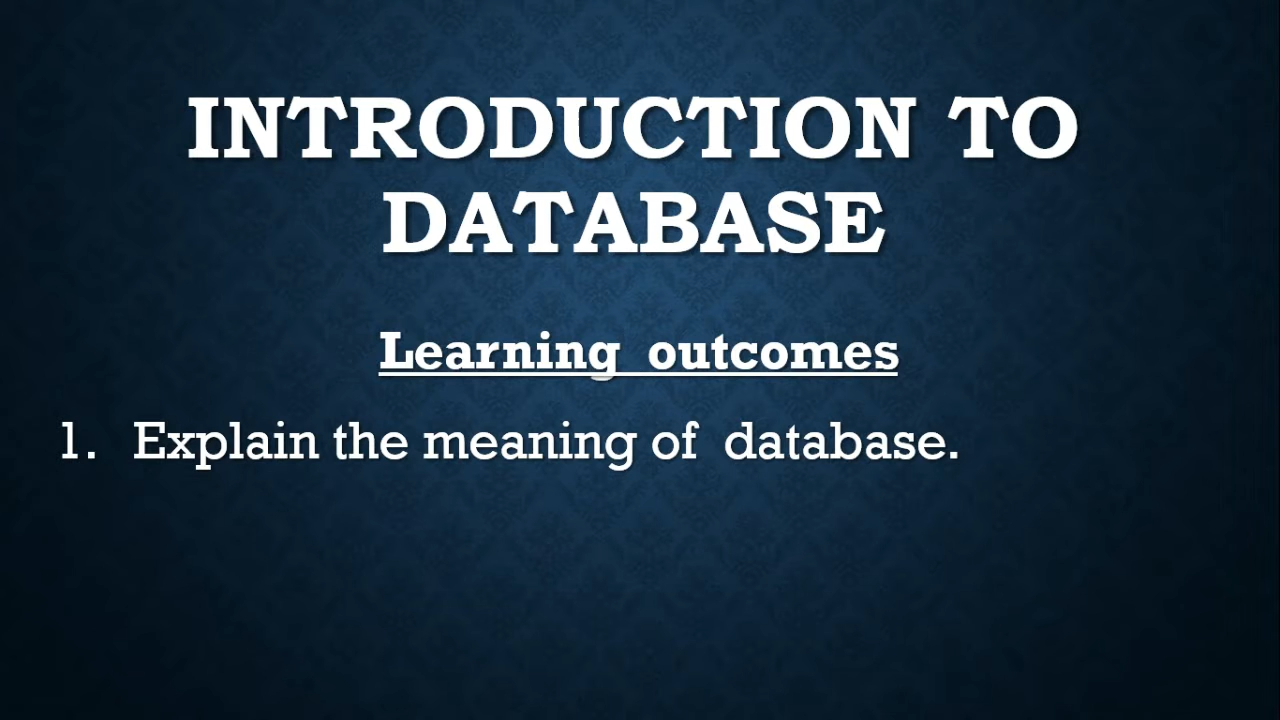 INTRODUCTION TO
DATABASE
Learning outcomes
1. Explain the meaning of database.